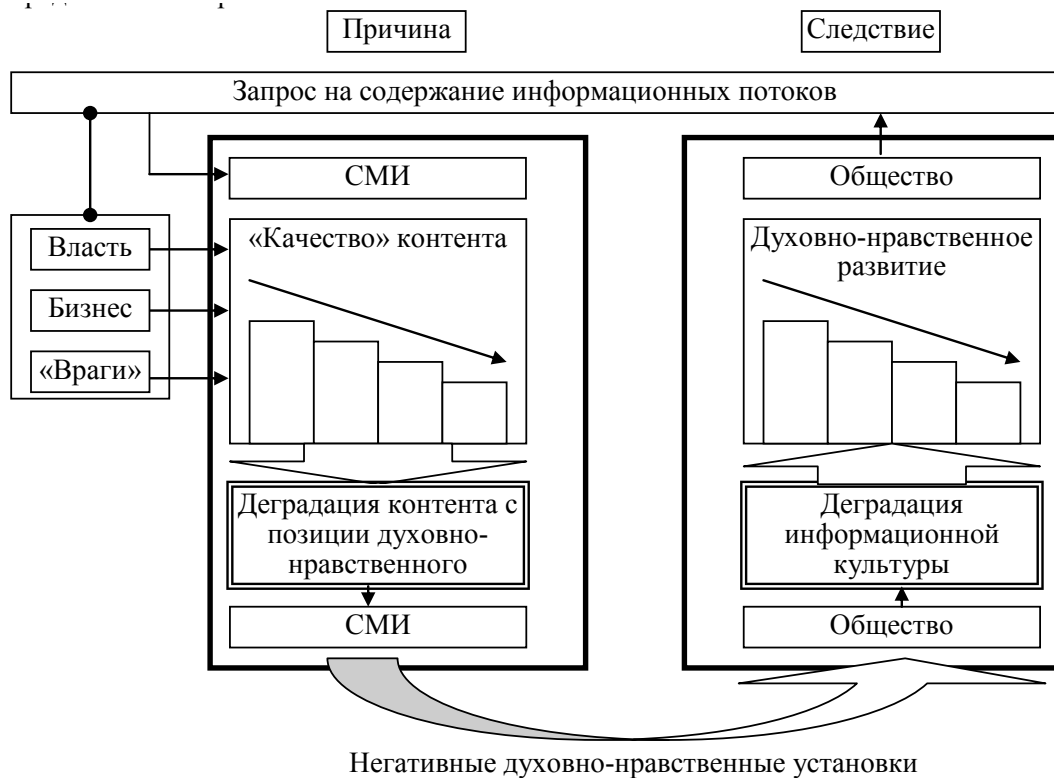 Причина
Следствие
Запрос на содержание информационных потоков
СМИ
Общество
Власть
Бизнес
«Враги»
«Качество» контента
Духовно-нравственное
развитие
Деградация контента с
позиции духовно-
нравственного
Деградация
информационной
культуры
СМИ
Общество
Негативные духовно-нравственные установки